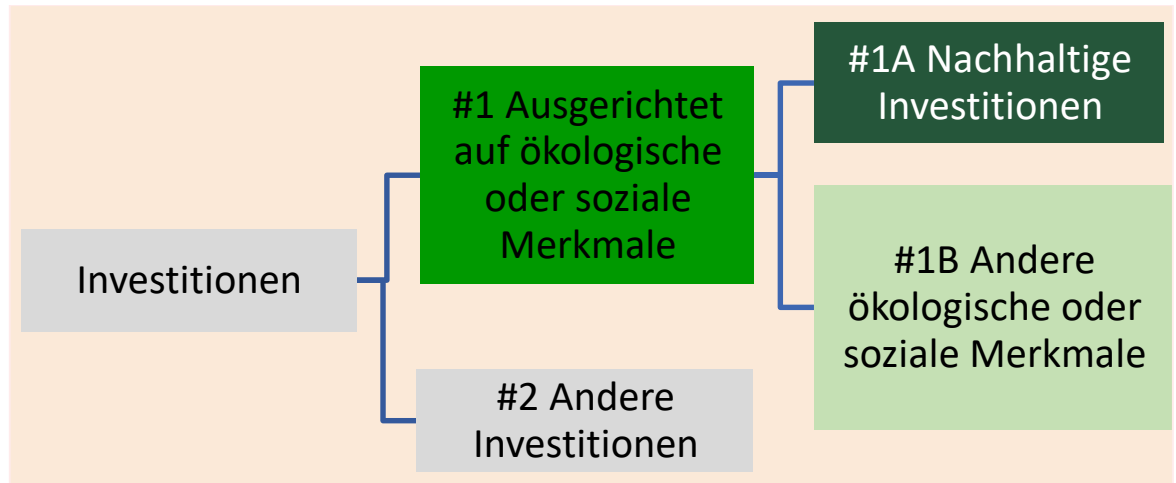 Investitionen
#1 Ausgerichtet
auf ökologische
oder soziale
Merkmale
#2 Andere
Investitionen
#1A Nachhaltige
Investitionen
#1B Andere
ökologische oder
soziale Merkmale